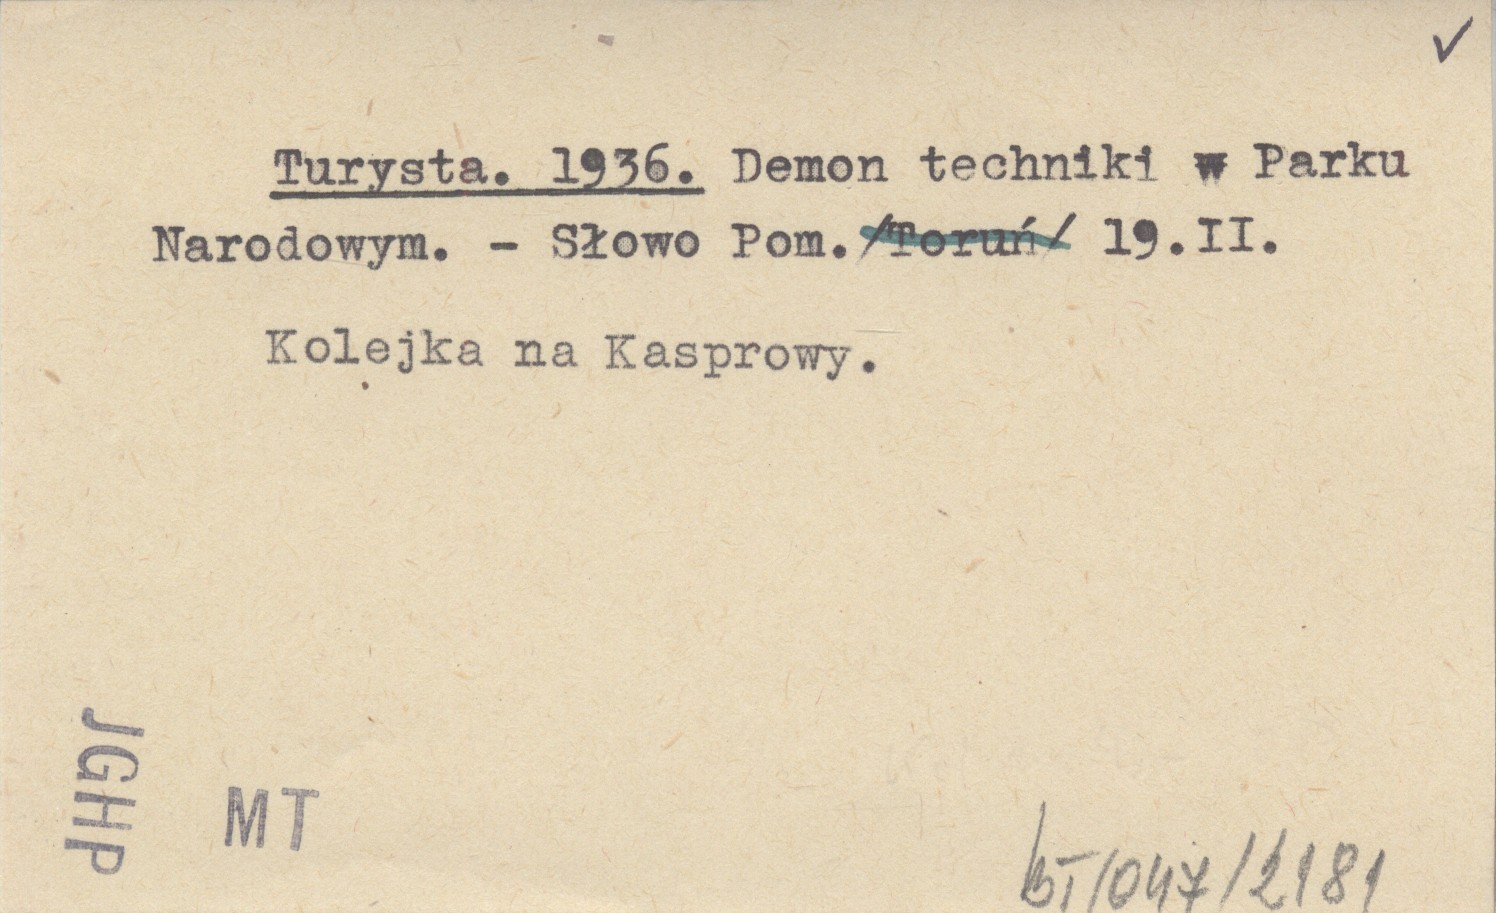 Turysta. 1936. Demon techniki w Parku
Narodowym. - Słowo Pom. /Toruń/ 19.II.
Kolejka na Kasprowy.
JGHP
MT
BT/047/2181